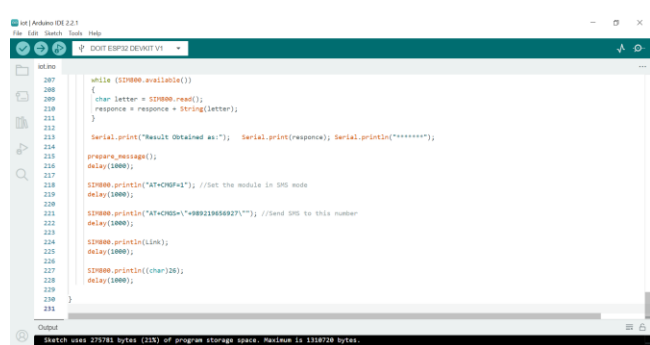 iot | Arduino IDE 2.2.1
File Edit Sketch Tools Help
DOIT ESP32 DEVKIT V1
iot.ino
207 while (SIM800.available())
208 {
209 char letter = SIM800.read();
210 responce = responce + String(letter);
211 }
212
213 Serial.print("Result Obtained as:"); Serial.print(responce); Serial.println("*******");
214
215 prepare_message();
216 delay(1000);
217
218 SIM800.println("AT+CMGF=1"); //Set the module in SMS mode
219 delay(1000);
220
221 SIM800.println("AT+CMGS=\"+989219656927\""); //Send SMS to this number
222 delay(1000);
223
224 SIM800.println(Link);
225 delay(1000);
226
227 SIM800.println((char)26);
228 delay(1000);
229
230 }
231
Output
Sketch uses 275781 bytes (21%) of program storage space. Maximum is 1310720 bytes.